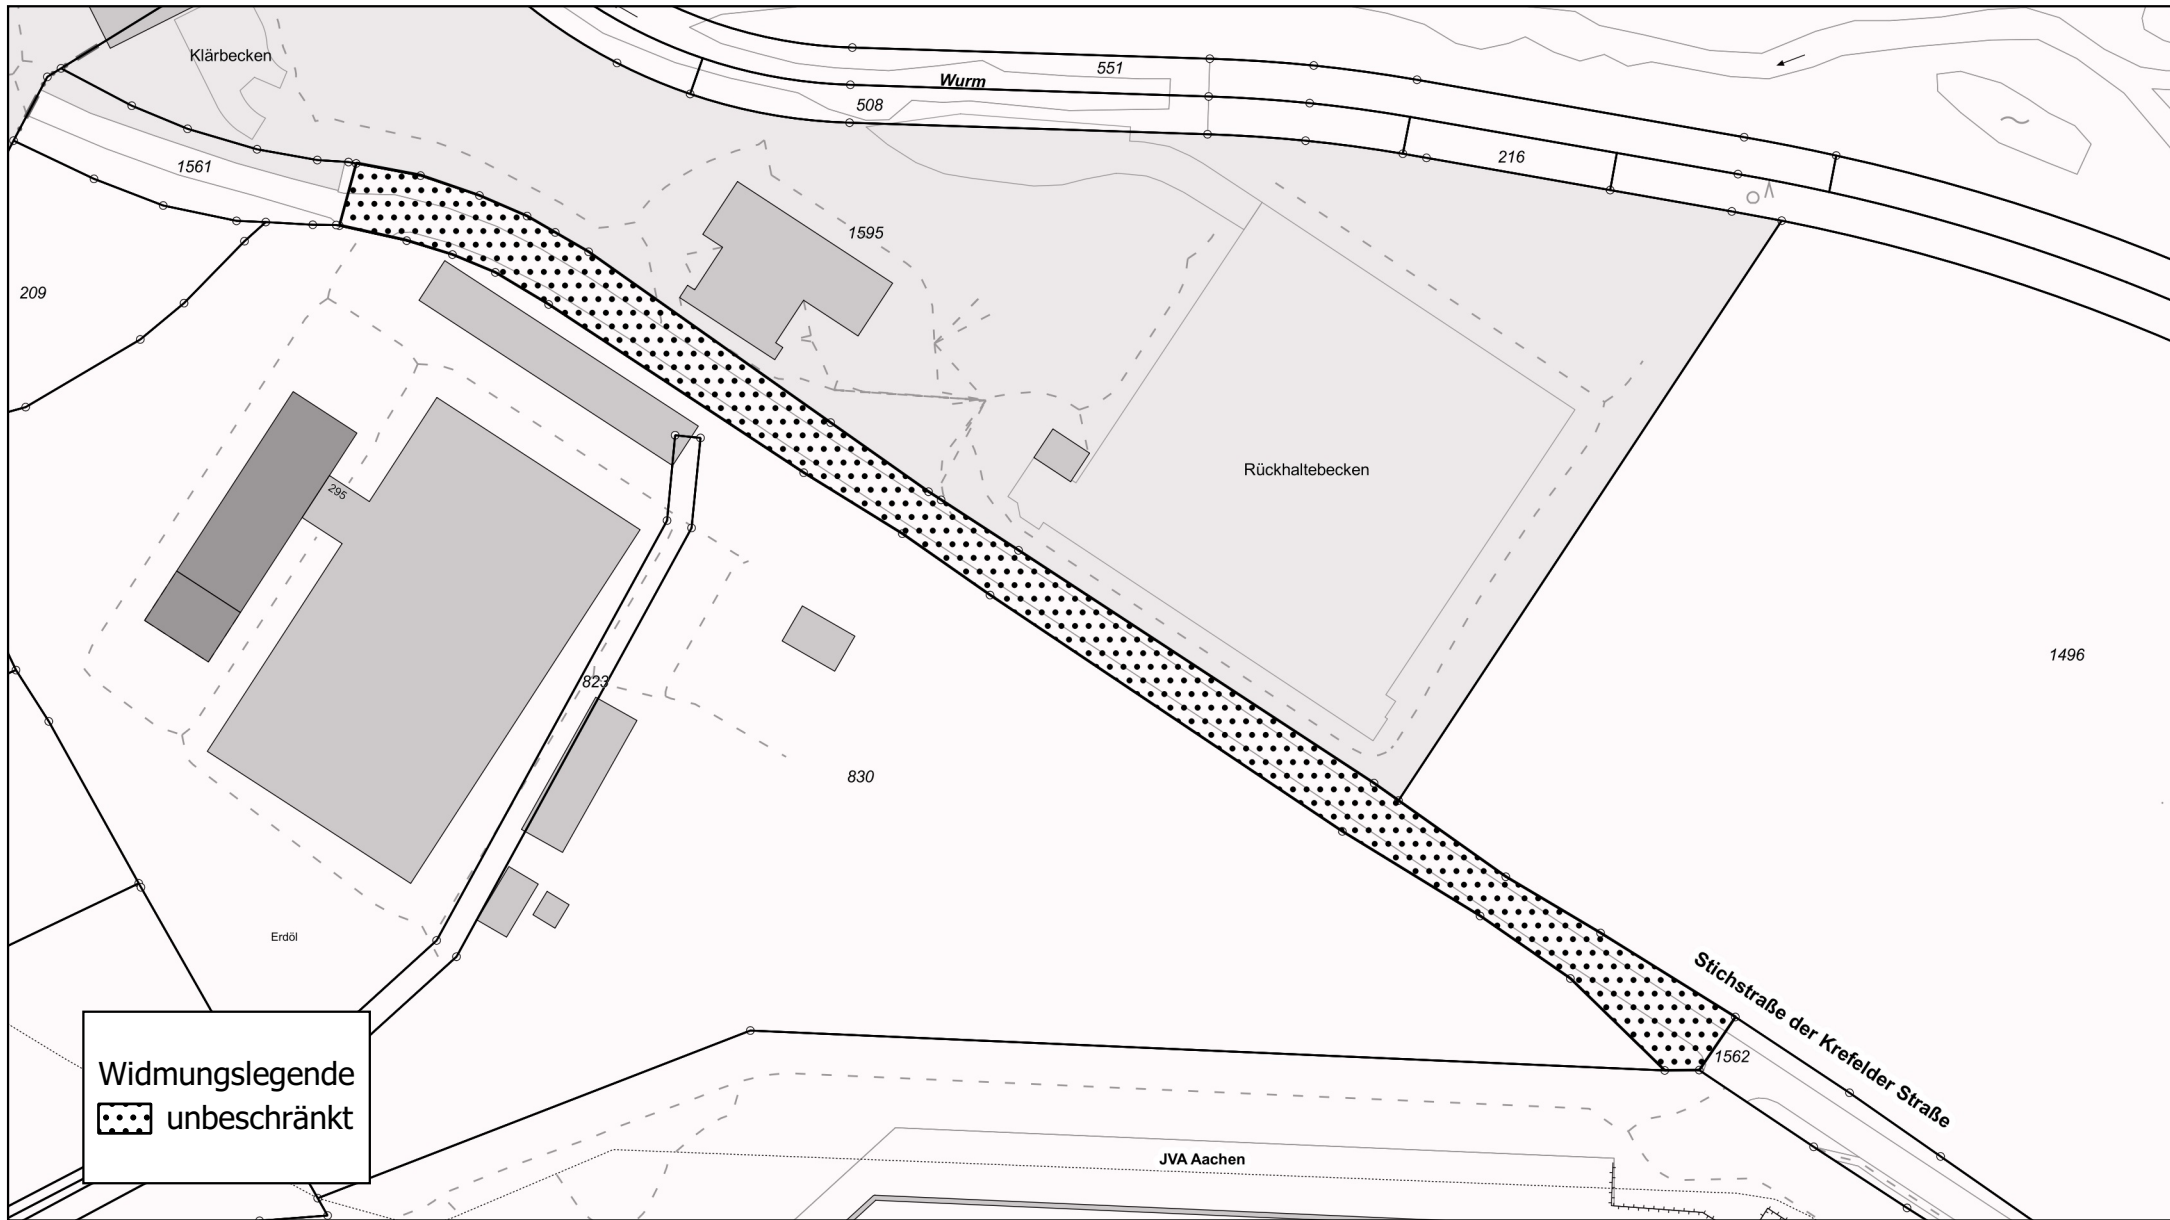 Klärbecken
551
Wurm
508
216
1561
1595
209
Rückhaltebecken
295
1496
823
830
Erdöl
Stichstraße der Krefelder Straße
1562
Widmungslegende
unbeschränkt
JVA Aachen